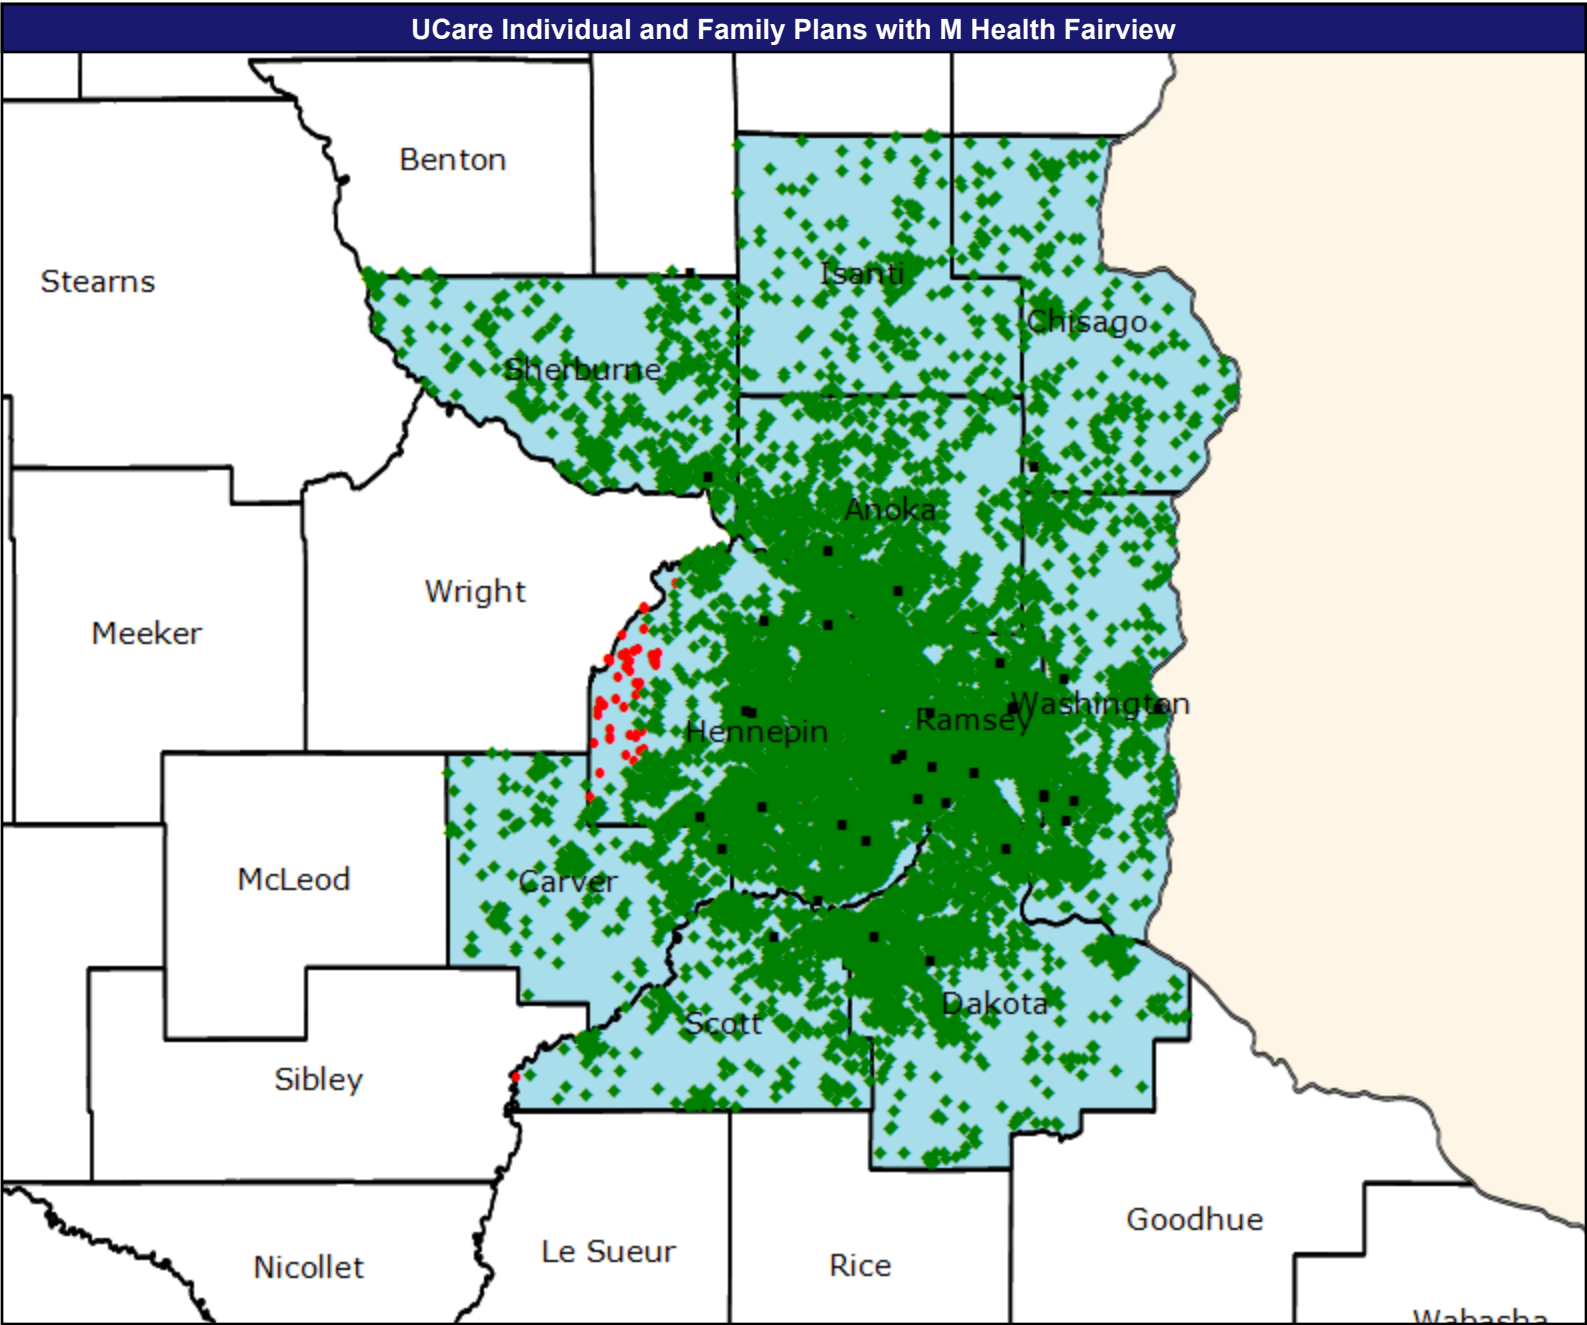 UCare Individual and Family Plans with M Health Fairview
Benton
Stearns
Isanti
Chisago
Sherburne
Anoka
Wright
Meeker
Washington
Ramsey
Hennepin
McLeod
Carver
Dakota
Scott
Sibley
Goodhue
Le Sueur
Rice
Nicollet
Wabasha